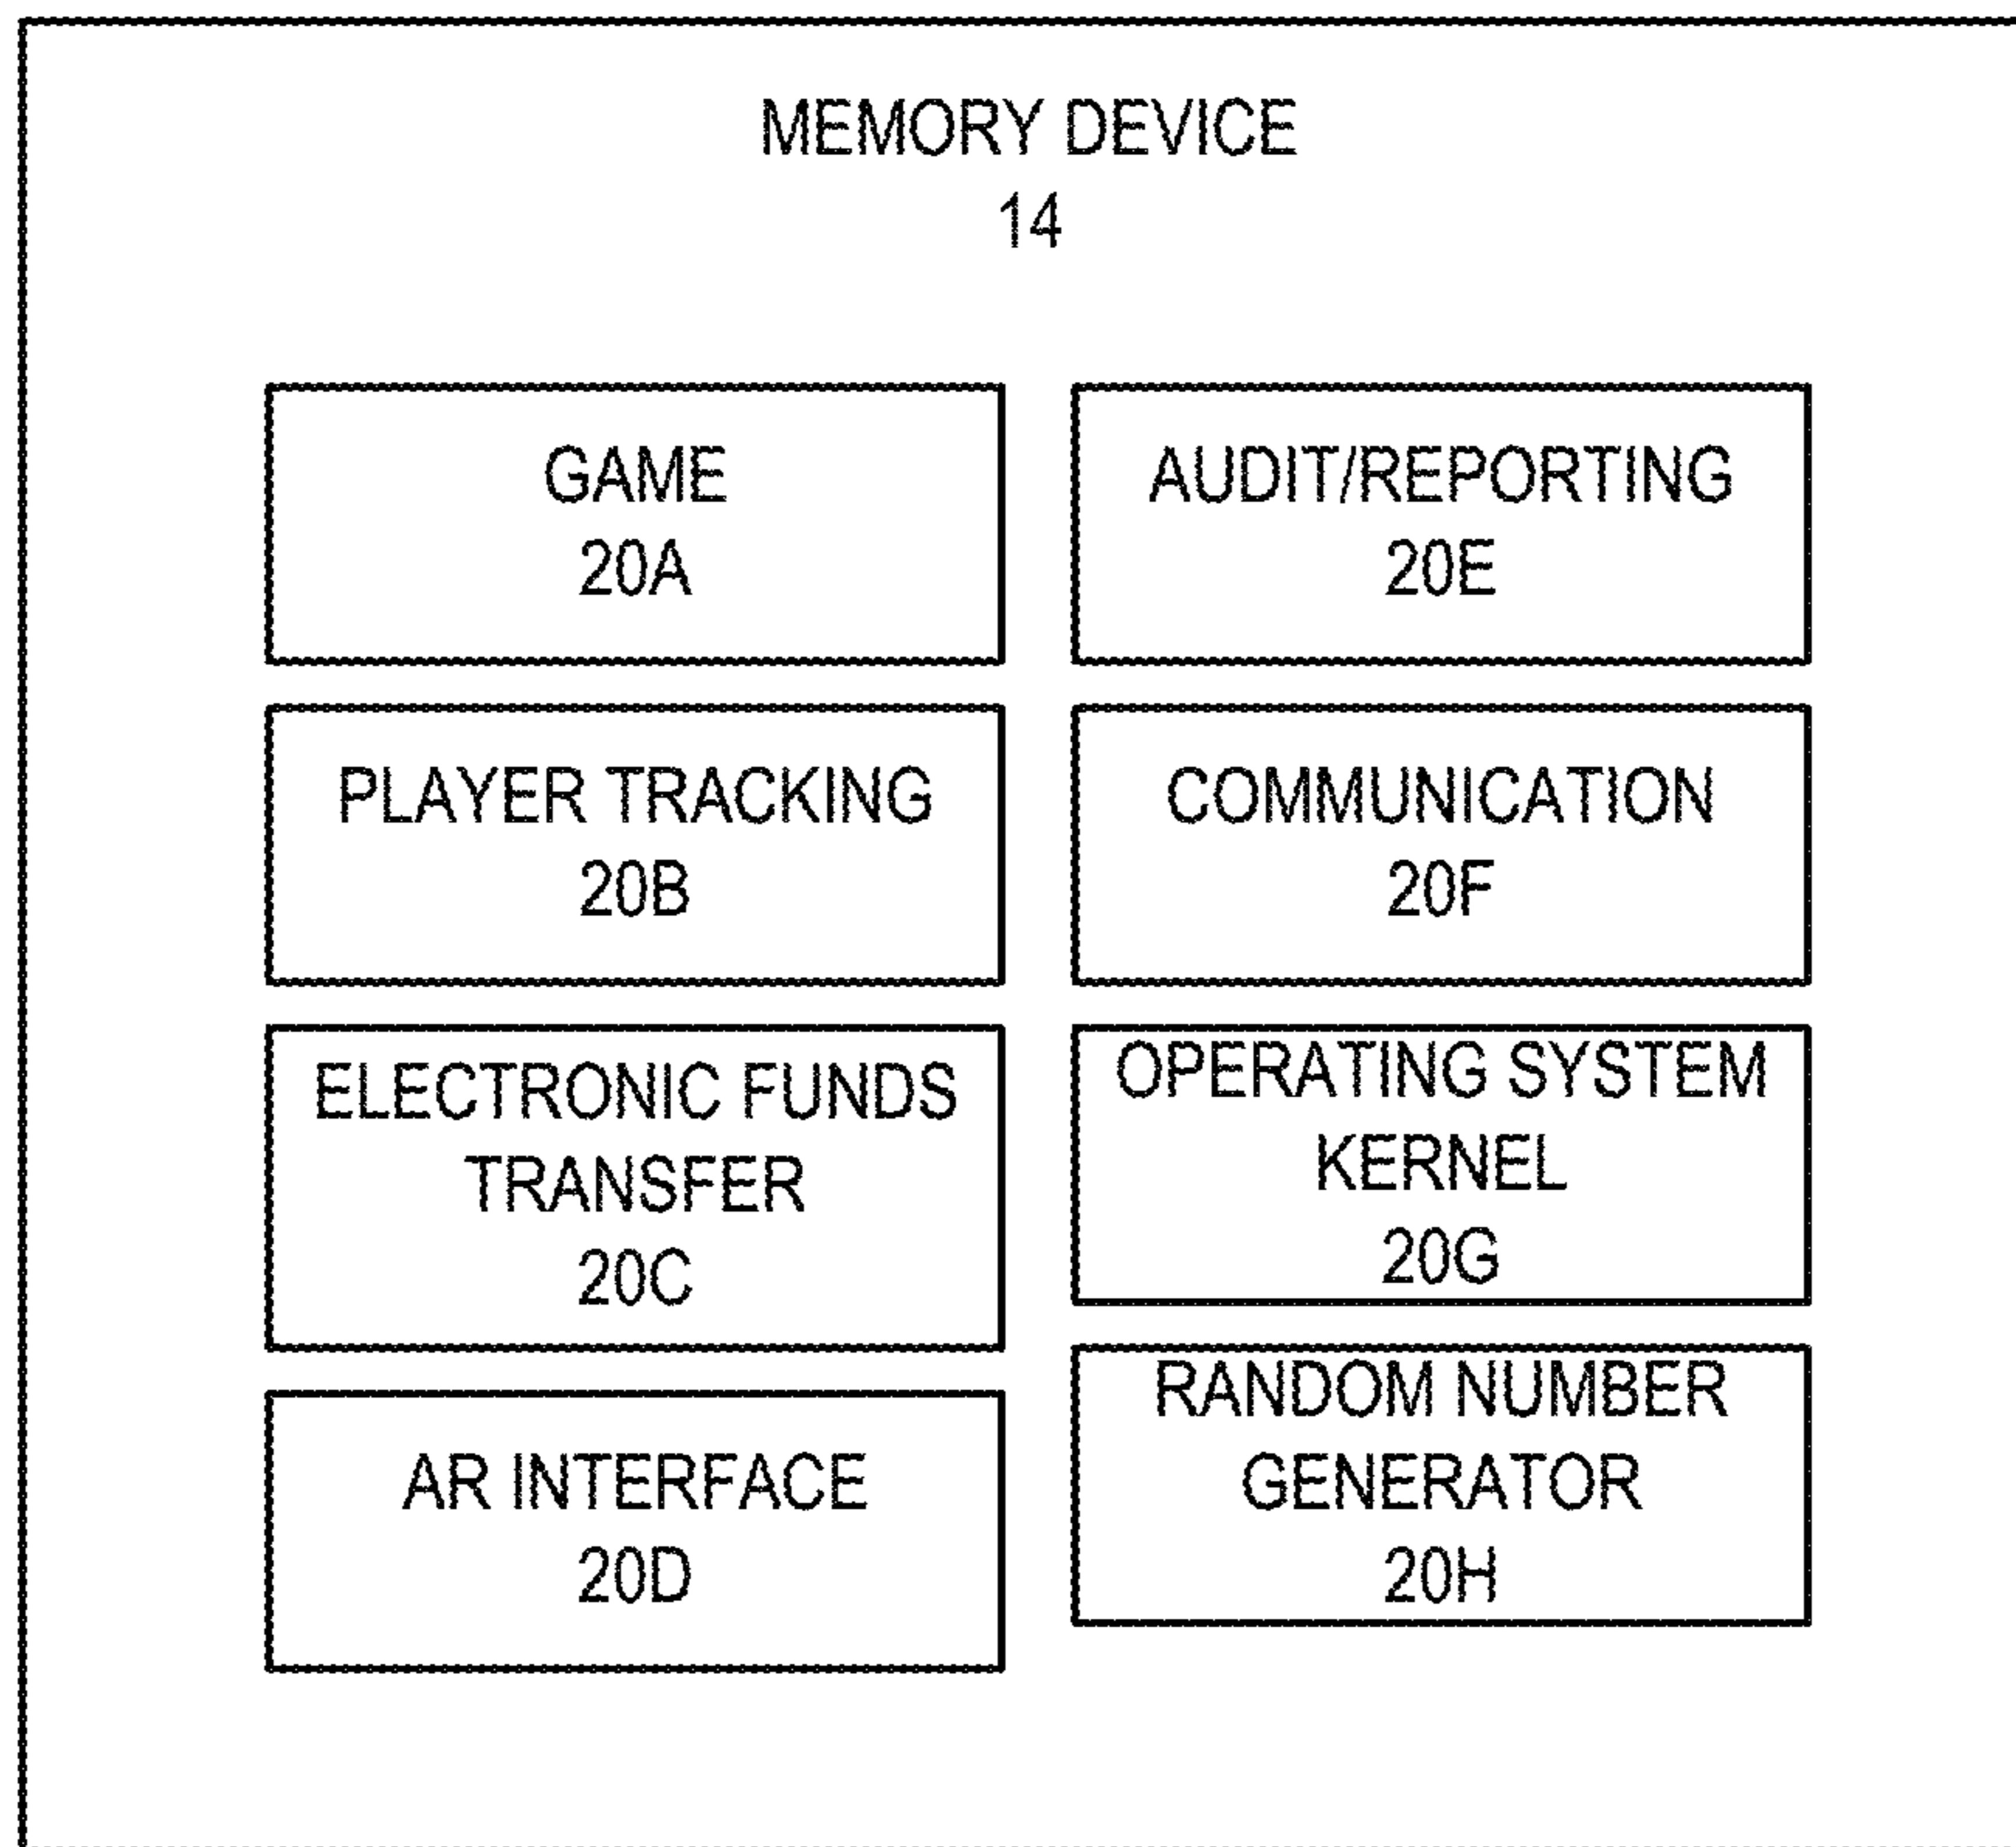 MEMORY DEVICE
14
GAME
20A
PLAYER TRACKING
20B
ELECTRONIC FUNDS
TRANSFER
20C
AR INTERFACE
20D
AUDIT/REPORTING
20E
COMMUNICATION
20F
OPERATING SYSTEM
KERNEL
20G
RANDOM NUMBER
GENERATOR
20H